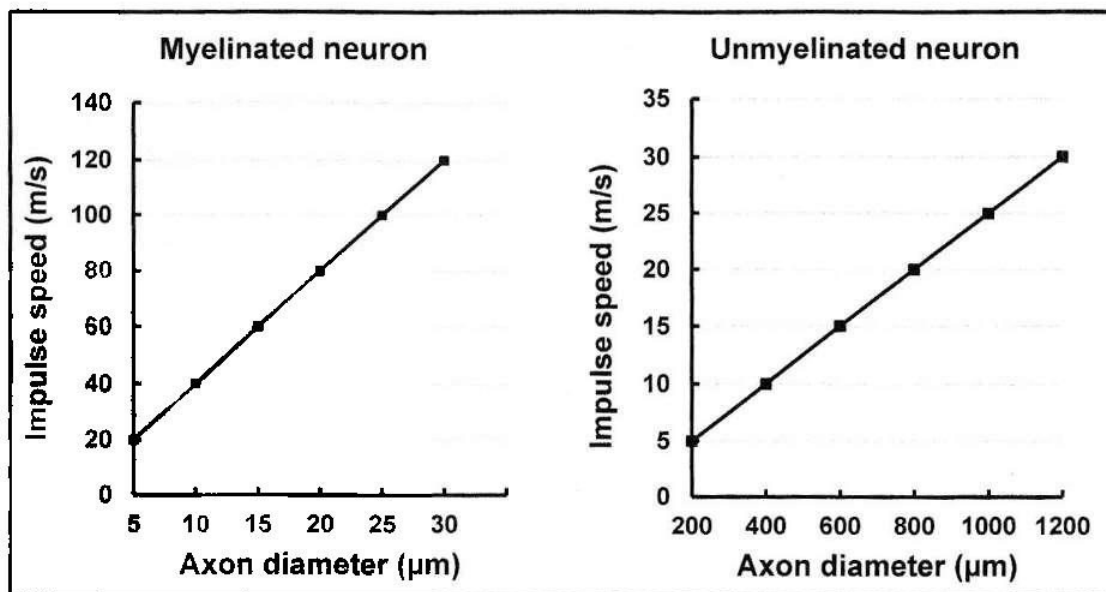 Myelinated neuron
Impulse speed (m/s)
140
120
100
80
60
40
20
0
5 10 15 20 25 30
Axon diameter (µm)
Unmyelinated neuron
Impulse speed (m/s)
35
30
25
20
15
10
5
0
200 400 600 800 1000 1200
Axon diameter (µm)